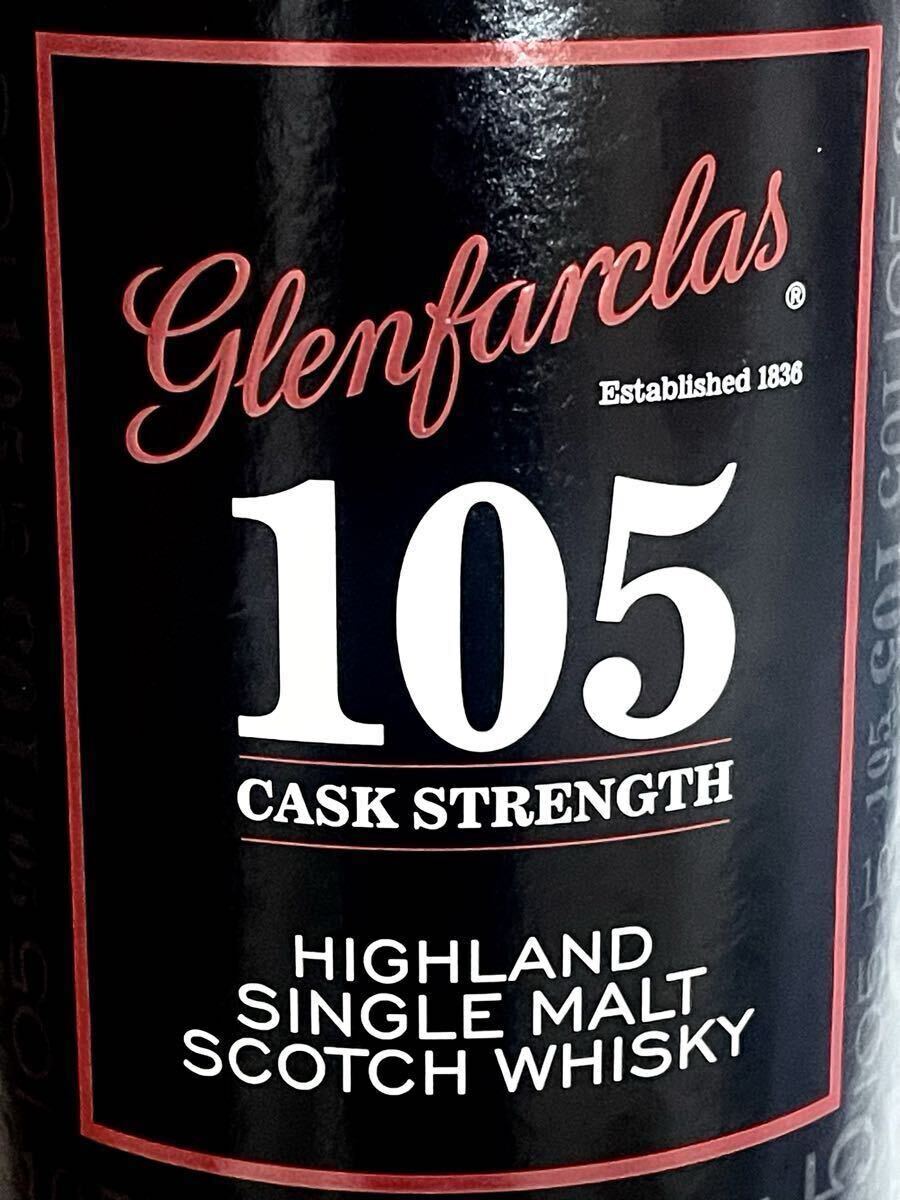 Glenfarclas®
Established 1836
105
CASK STRENGTH
HIGHLAND
SINGLE MALT
SCOTCH WHISKY